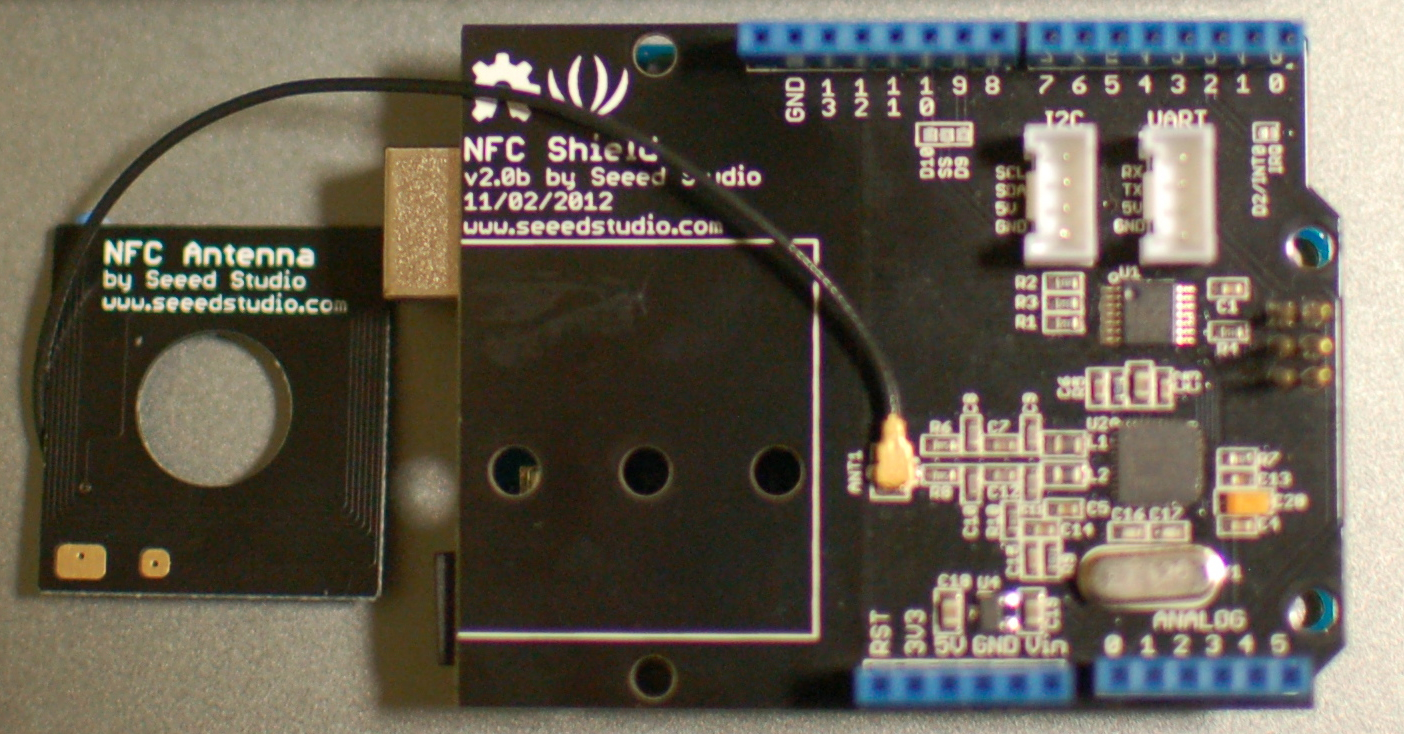 NFC Antenna
by Seeed Studio
www.seeedstudio.com
NFC Shield
v2.0b by Seeed Studio
11/02/2012
www.seeedstudio.com
GND 13 12 11 10 9 8 7 6 5 4 3 2 1 0
I2C UART
D10 SS D9
SCL
SDA
5V
GND
RX
TX
5V
GND
D2/INT0 IRQ
U1
R2
R3
R1
C1
R4
ANT1
R6 C8 C7 C9 L1
U2
R8 C12 L2
C5
C14
C16 C17
R7
C13
C20
C4
C18 U4
ANALOG
RST 3V3 5V GND Vin
0 1 2 3 4 5